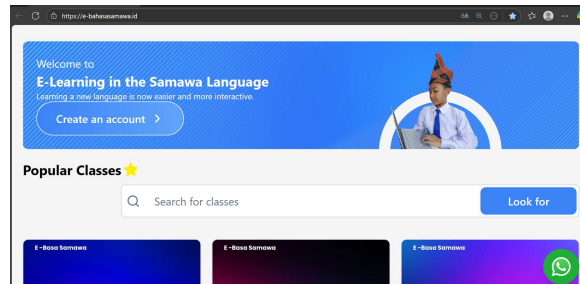 https://e-bahasasamawa.id
Welcome to
E-Learning in the Samawa Language
Learning a new language is now easier and more interactive.
Create an account
Popular Classes
Search for classes
Look for
E -Basa Samawa
E -Basa Samawa
E -Basa Samawa